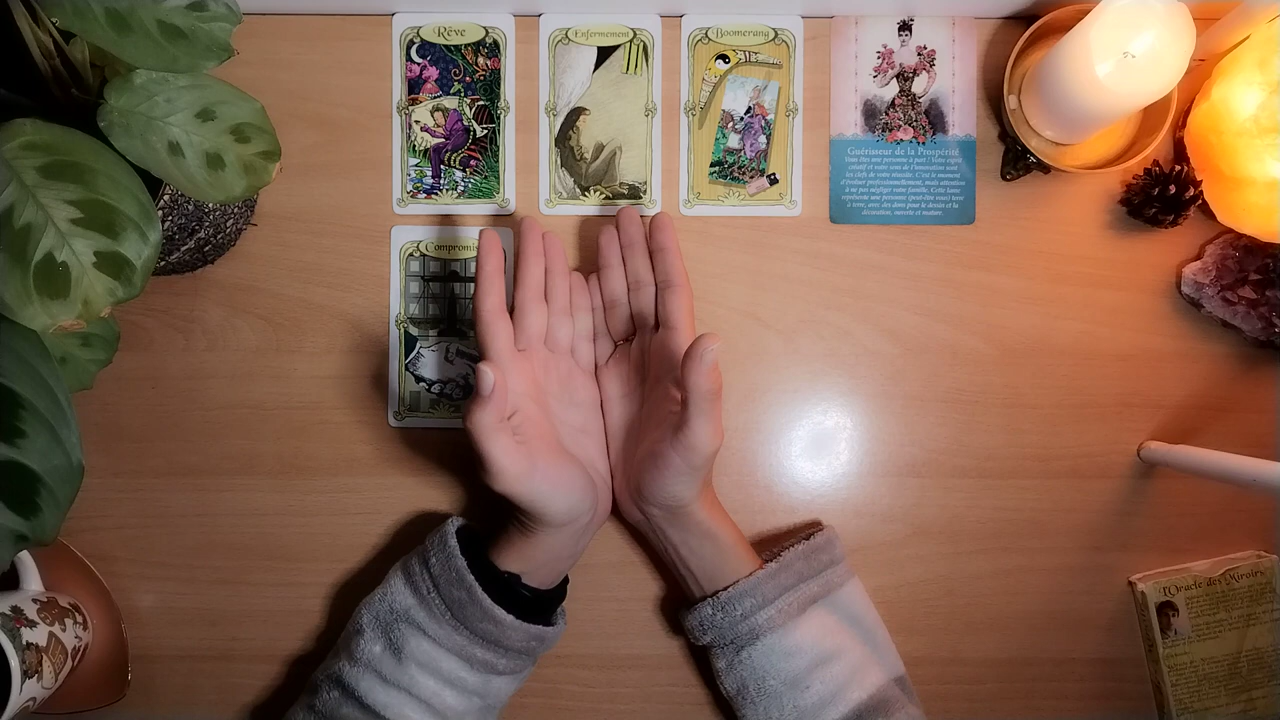 Rêve
Enfermement
Boomerang
Guérisseur de la Prospérité
Vous êtes une personne à part ! Votre esprit
créatif et votre sens de l'innovation sont
les clefs de votre réussite. C'est le moment
d'évoluer professionnellement, mais attention
à ne pas négliger votre famille. Cette lame
représente une personne (peut-être vous) terre
à terre, avec des dons pour le dessin et la
décoration, ouverte et mature.
Compromis
L'Oracle des Miroirs